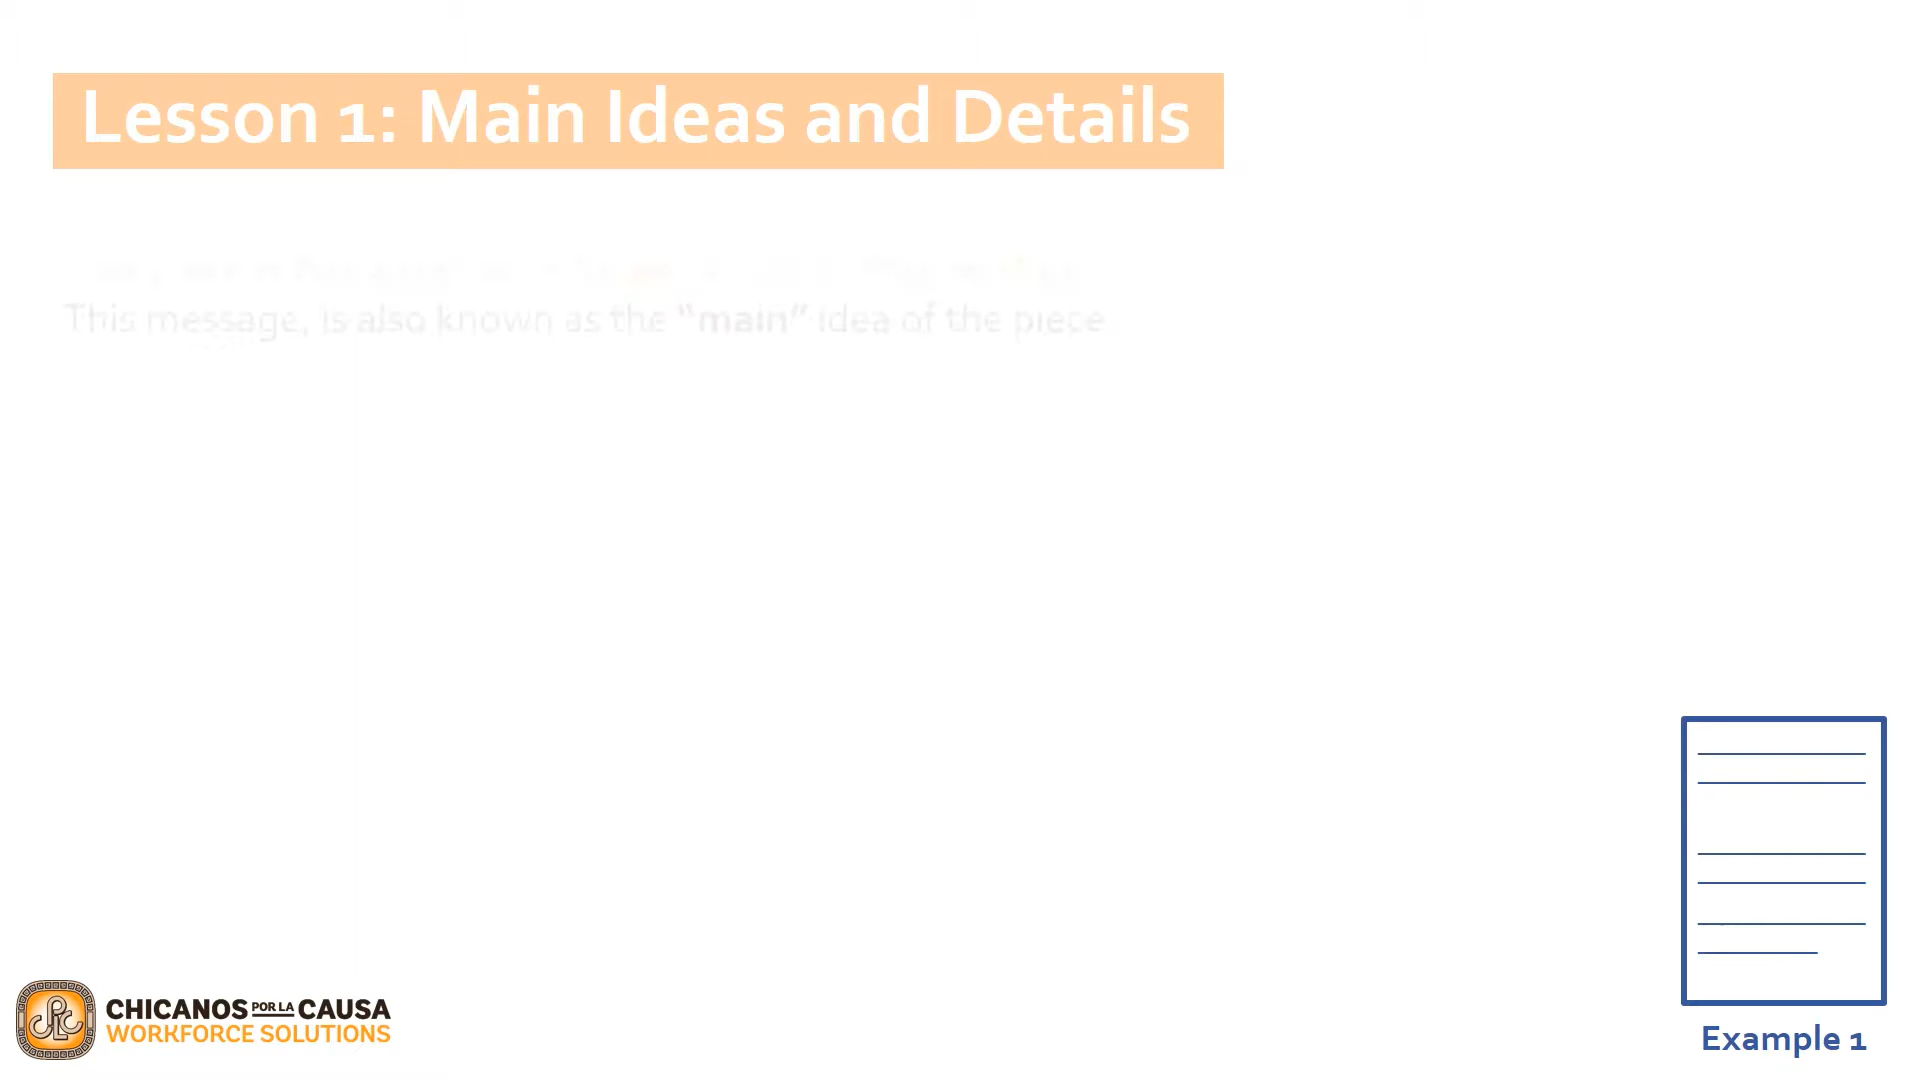 Lesson 1: Main Ideas and Details
This message, is also known as the “main” idea of the piece
CHICANOS POR LA CAUSA
WORKFORCE SOLUTIONS
Example 1